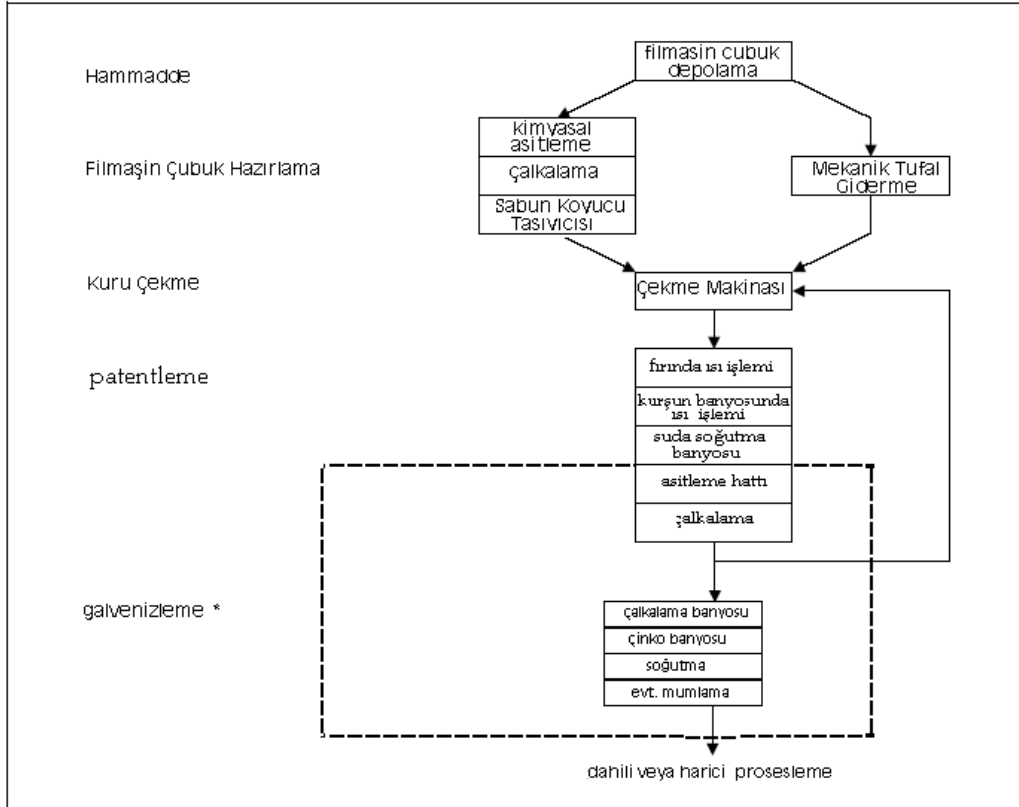 Hammadde
filmasin cubuk
depolama
Filmaşin Çubuk Hazırlama
kimyasal
asitleme
çalkalama
Sabun Koyucu
Tasıyıcısı
Mekanik Tufal
Giderme
Kuru Çekme
Çekme Makinası
patentleme
fırında ısı işlemi
kurşun banyosunda
ısı işlemi
suda soğutma
banyosu
asitleme hattı
çalkalama
galvenizleme *
çalkalama banyosu
çinko banyosu
soğutma
evt. mumlama
dahili veya harici prosesleme